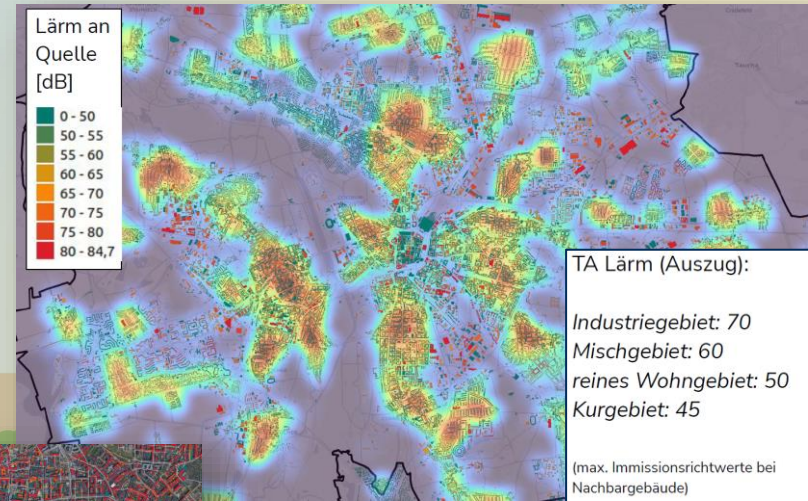 Lärm an
Quelle
[dB]
0 - 50
50 - 55
55 - 60
60 - 65
65 - 70
70 - 75
75 - 80
80 - 84,7
Taucha
TA Lärm (Auszug):
Industriegebiet: 70
Mischgebiet: 60
reines Wohngebiet: 50
Kurgebiet: 45
(max. Immissionsrichtwerte bei
Nachbargebäude)